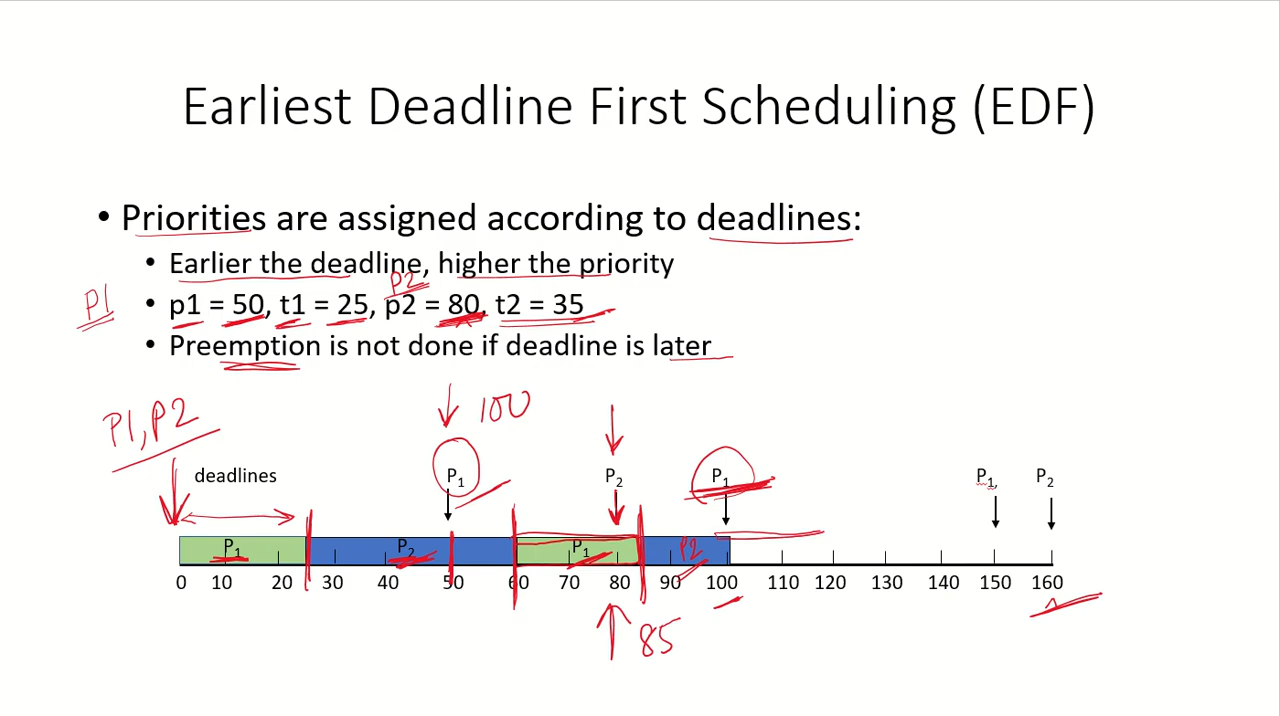 Earliest Deadline First Scheduling (EDF)
• Priorities are assigned according to deadlines:
• Earlier the deadline, higher the priority
P2
P1 • p1 = 50, t1 = 25, p2 = 80, t2 = 35
• Preemption is not done if deadline is later
P1, P2
100
deadlines P1 P2 P1 P1, P2
P1 P2 P1 P2
0 10 20 30 40 50 60 70 80 90 100 110 120 130 140 150 160
85